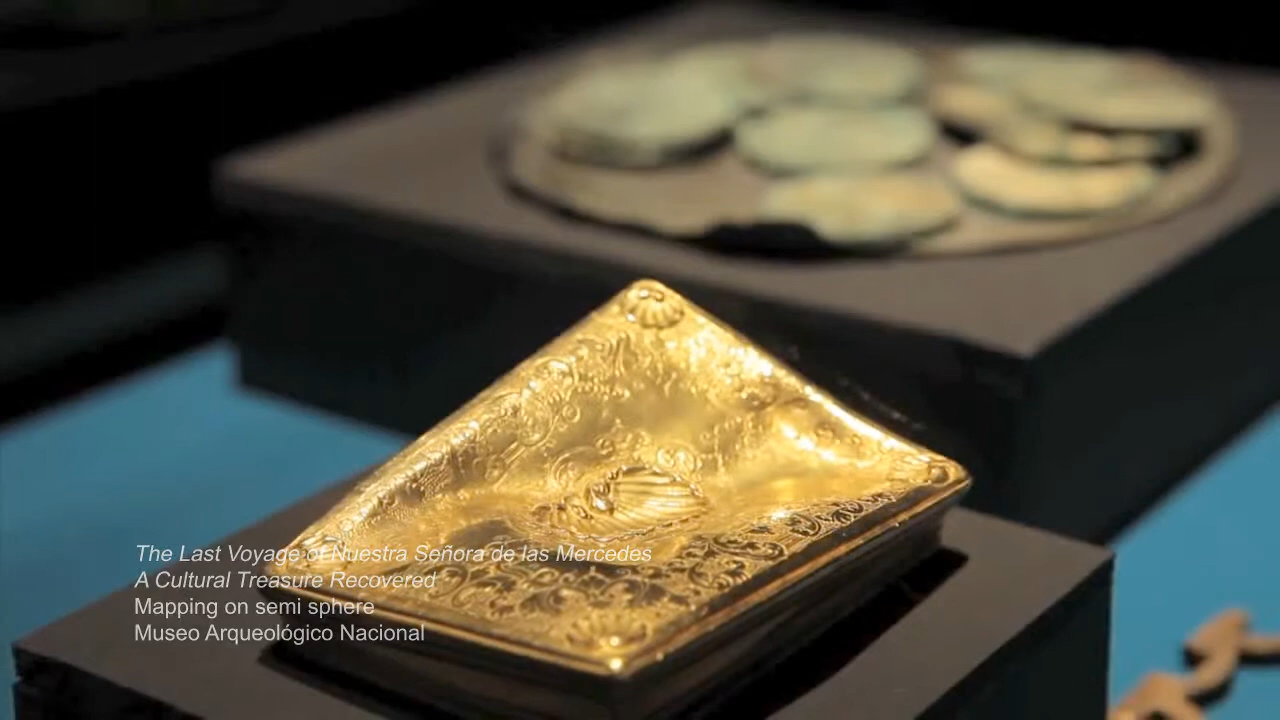 The Last Voyage of Nuestra Señora de las Mercedes
A Cultural Treasure Recovered
Mapping on semi sphere
Museo Arqueológico Nacional